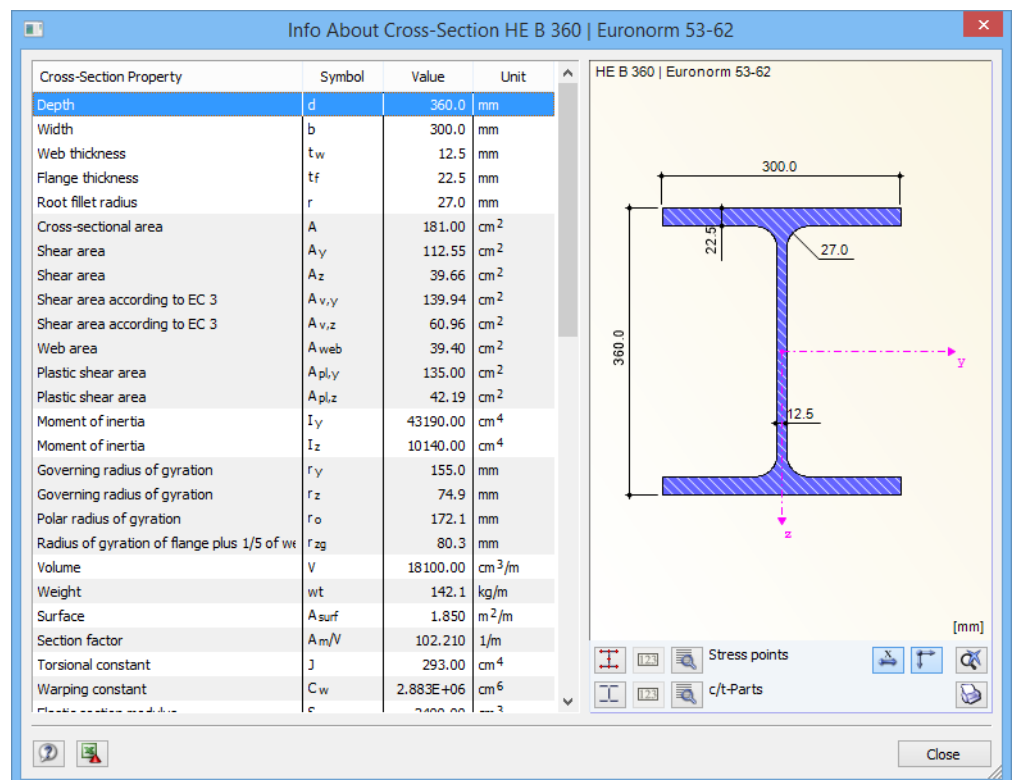 Info About Cross-Section HE B 360 | Euronorm 53-62
Cross-Section Property Symbol Value Unit
Depth d 360.0 mm
Width b 300.0 mm
Web thickness tw 12.5 mm
Flange thickness tf 22.5 mm
Root fillet radius r 27.0 mm
Cross-sectional area A 181.00 cm2
Shear area Ay 112.55 cm2
Shear area Az 39.66 cm2
Shear area according to EC 3 Av,y 139.94 cm2
Shear area according to EC 3 Av,z 60.96 cm2
Web area Aweb 39.40 cm2
Plastic shear area Apl,y 135.00 cm2
Plastic shear area Apl,z 42.19 cm2
Moment of inertia Iy 43190.00 cm4
Moment of inertia Iz 10140.00 cm4
Governing radius of gyration ry 155.0 mm
Governing radius of gyration rz 74.9 mm
Polar radius of gyration ro 172.1 mm
Radius of gyration of flange plus 1/5 of we rzg 80.3 mm
Volume V 18100.00 cm3/m
Weight wt 142.1 kg/m
Surface Asurf 1.850 m2/m
Section factor Am/V 102.210 1/m
Torsional constant J 293.00 cm4
Warping constant Cw 2.883E+06 cm6
HE B 360 | Euronorm 53-62
300.0
22.5
27.0
360.0
y
12.5
z
[mm]
Stress points
c/t-Parts
Close